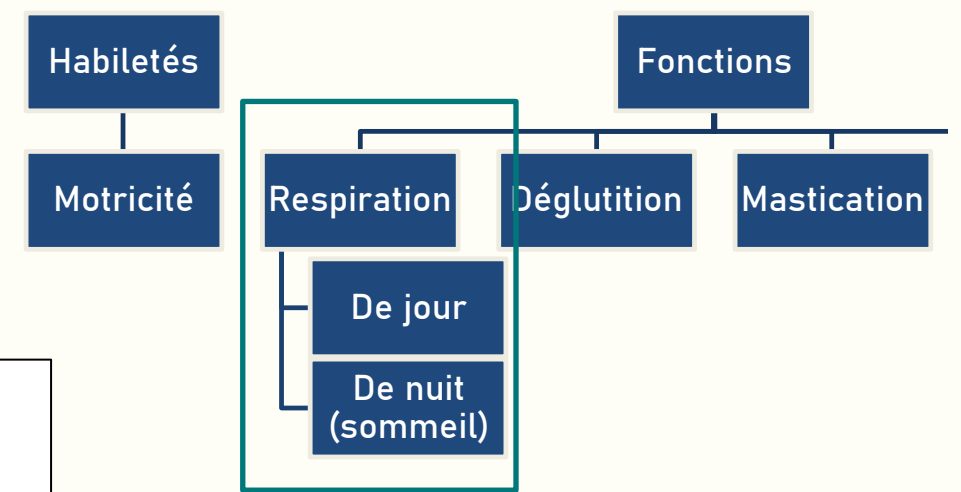 Habiletés
Fonctions
Motricité
Respiration
Déglutition
Mastication
De jour
De nuit
(sommeil)